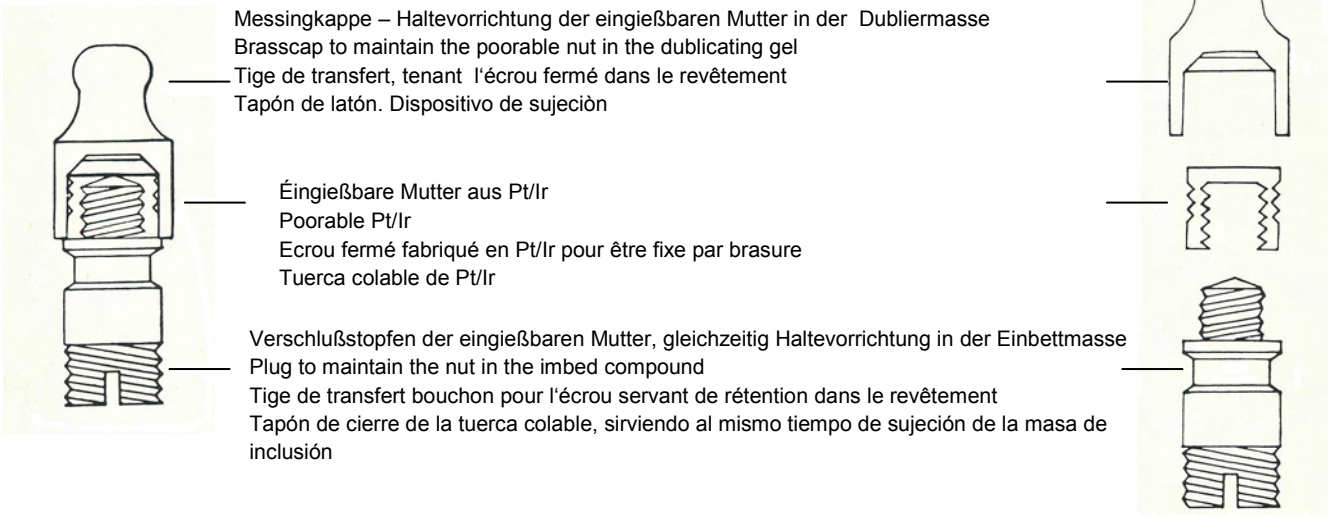 Messingkappe – Haltevorrichtung der eingießbaren Mutter in der Dubliermasse
Brasscap to maintain the poorable nut in the dublicating gel
Tige de transfert, tenant l‘écrou fermé dans le revêtement
Tapón de latón. Dispositivo de sujeciòn
Éingießbare Mutter aus Pt/Ir
Poorable Pt/Ir
Ecrou fermé fabriqué en Pt/Ir pour être fixe par brasure
Tuerca colable de Pt/Ir
Verschlußstopfen der eingießbaren Mutter, gleichzeitig Haltevorrichtung in der Einbettmasse
Plug to maintain the nut in the imbed compound
Tige de transfert bouchon pour l‘écrou servant de rétention dans le revêtement
Tapón de cierre de la tuerca colable, sirviendo al mismo tiempo de sujeción de la masa de
inclusión